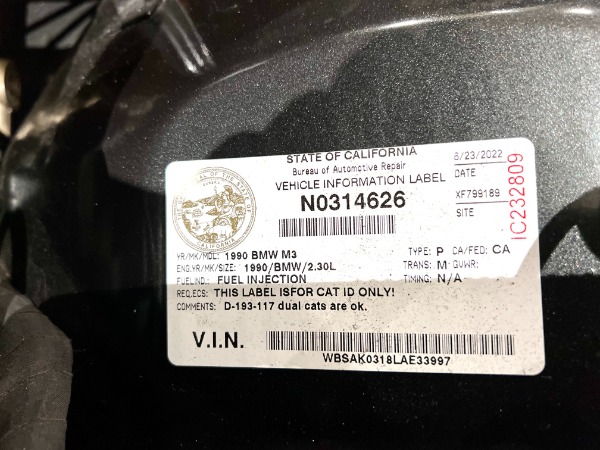 STATE OF CALIFORNIA
Bureau of Automotive Repair
VEHICLE INFORMATION LABEL
N0314626
6/23/2022
DATE
XF799189
SITE
IC232809
CALIFORNIA
YR/MK/MDL: 1990 BMW M3
ENG.YR/MK/SIZE: 1990/BMW/2.30L
FUEL/IND.: FUEL INJECTION
REQ.ECS: THIS LABEL ISFOR CAT ID ONLY!
COMMENTS: D-193-117 dual cats are ok.
TYPE: P CA/FED: CA
TRANS: M GVWR:
TIMING: N/A
V.I.N.
WBSAK0318LAE33997